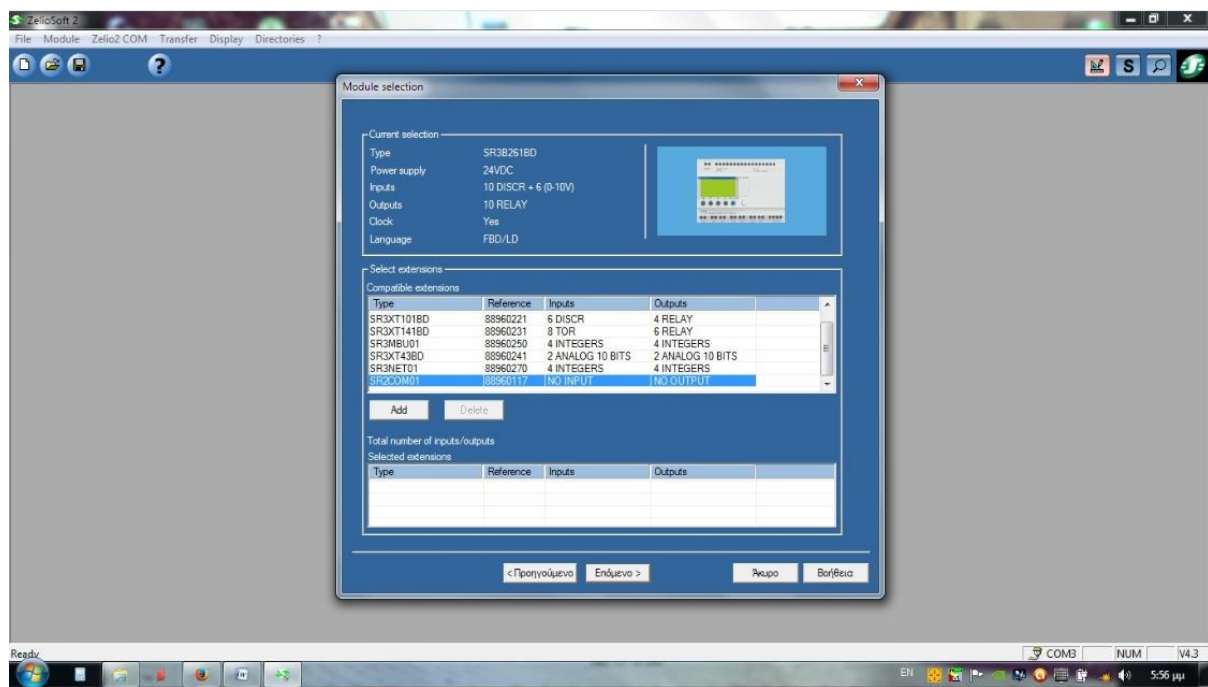 ZelioSoft 2
File Module Zelio2 COM Transfer Display Directories ?
S
Module selection
Current selection
Type SR3B261BD
Power supply 24VDC
Inputs 10 DISCR + 6 (0-10V)
Outputs 10 RELAY
Clock Yes
Language FBD/LD
Select extensions
Compatible extensions
Type Reference Inputs Outputs
SR3XT101BD 88960221 6 DISCR 4 RELAY
SR3XT141BD 88960231 8 TOR 6 RELAY
SR3MBU01 88960250 4 INTEGERS 4 INTEGERS
SR3XT43BD 88960241 2 ANALOG 10 BITS 2 ANALOG 10 BITS
SR3NET01 88960270 4 INTEGERS 4 INTEGERS
SR2COM01 88960117 NO INPUT NO OUTPUT
Add Delete
Total number of inputs/outputs
Selected extensions
Type Reference Inputs Outputs
< Προηγούμενο Επόμενο > Άκυρο Βοήθεια
Ready COM3 NUM V4.3
EN 5:56 μμ